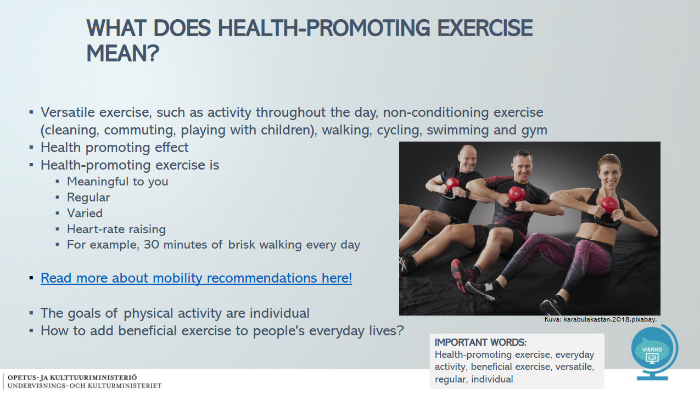 WHAT DOES HEALTH-PROMOTING EXERCISE
MEAN?
▪ Versatile exercise, such as activity throughout the day, non-conditioning exercise
(cleaning, commuting, playing with children), walking, cycling, swimming and gym
▪ Health promoting effect
▪ Health-promoting exercise is
▪ Meaningful to you
▪ Regular
▪ Varied
▪ Heart-rate raising
▪ For example, 30 minutes of brisk walking every day
▪ Read more about mobility recommendations here!
▪ The goals of physical activity are individual
▪ How to add beneficial exercise to people's everyday lives?
Kuva: karabulakastan.2018.pixabay.
IMPORTANT WORDS:
Health-promoting exercise, everyday
activity, beneficial exercise, versatile,
regular, individual
VIERKO
OPETUS- JA KULTTUURIMINISTERIÖ
UNDERVISNINGS- OCH KULTURMINISTERIET